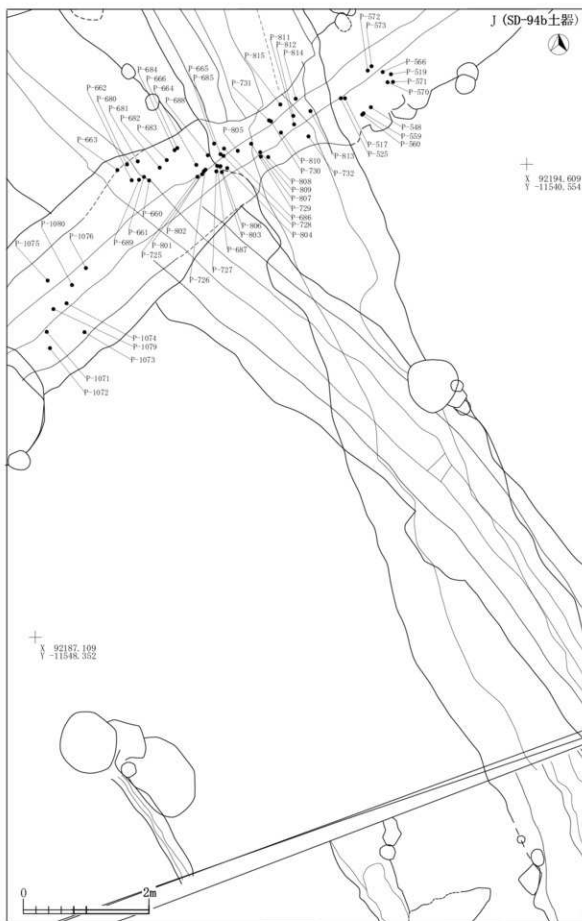 J (SD-94b土器)
P-572
P-573
P-566
P-519
P-571
P-570
P-548
P-559
P-560
P-517
P-525
P-811
P-812
P-814
P-815
P-731
P-805
P-684
P-666
P-664
P-688
P-665
P-685
P-662
P-680
P-681
P-682
P-683
P-663
P-813
P-732
P-810
P-730
P-808
P-809
P-807
P-729
P-686
P-728
P-804
P-660
P-661
P-689
P-802
P-801
P-725
P-806
P-803
P-687
P-727
P-726
P-1080
P-1075
P-1076
P-1074
P-1079
P-1073
P-1071
P-1072
X 92194.609
Y -11540.554
X 92187.109
Y -11548.352
0
2m